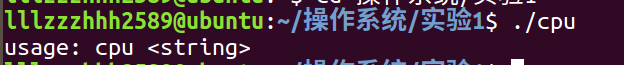 lllzzzhhh2589@ubuntu:~/操作系统/实验1$ ./cpu
usage: cpu <string>